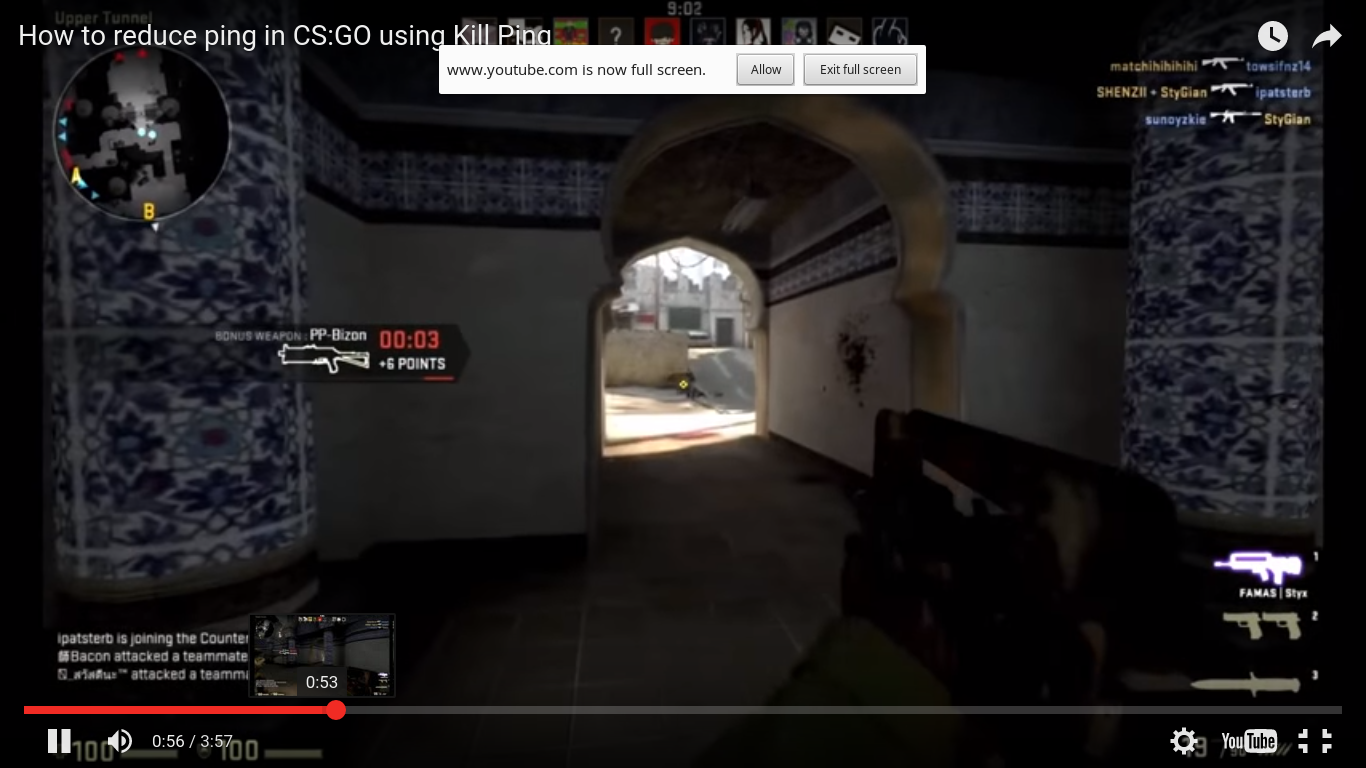 Upper Tunnel
9:02
How to reduce ping in CS:GO using Kill Ping
www.youtube.com is now full screen.
Allow
Exit full screen
matchihihihihi towsifnz14
SHENZII + StyGian ipatsterb
sunoyzkie StyGian
A
B
?
BONUS WEAPON: PP-Bizon
00:03
+6 POINTS
1
FAMAS | Styx
2
3
ipatsterb is joining the Counter
Bacon attacked a teammate
attacked a teamma
0:53
0:56 / 3:57
100
100
YouTube